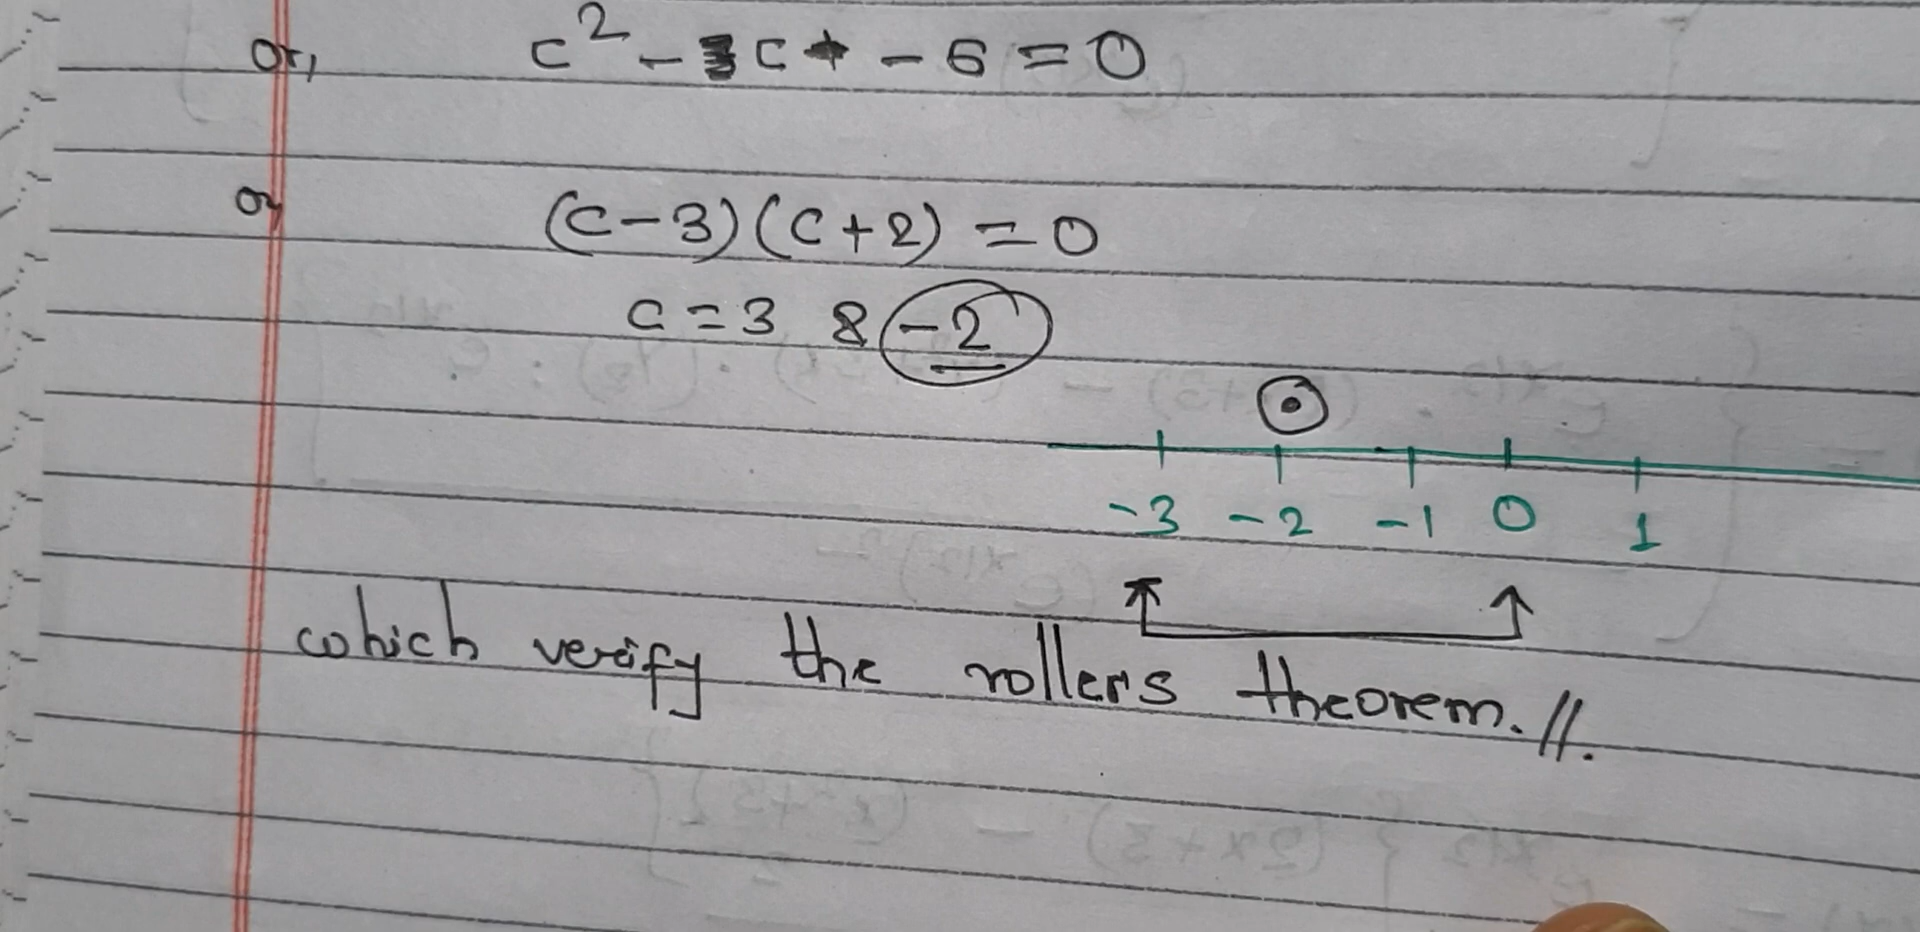 or,  c² - c - 6 = 0
or  (c-3)(c+2) = 0
c = 3 & -2
-3 -2 -1 0 1
which verify the rollers theorem. //.